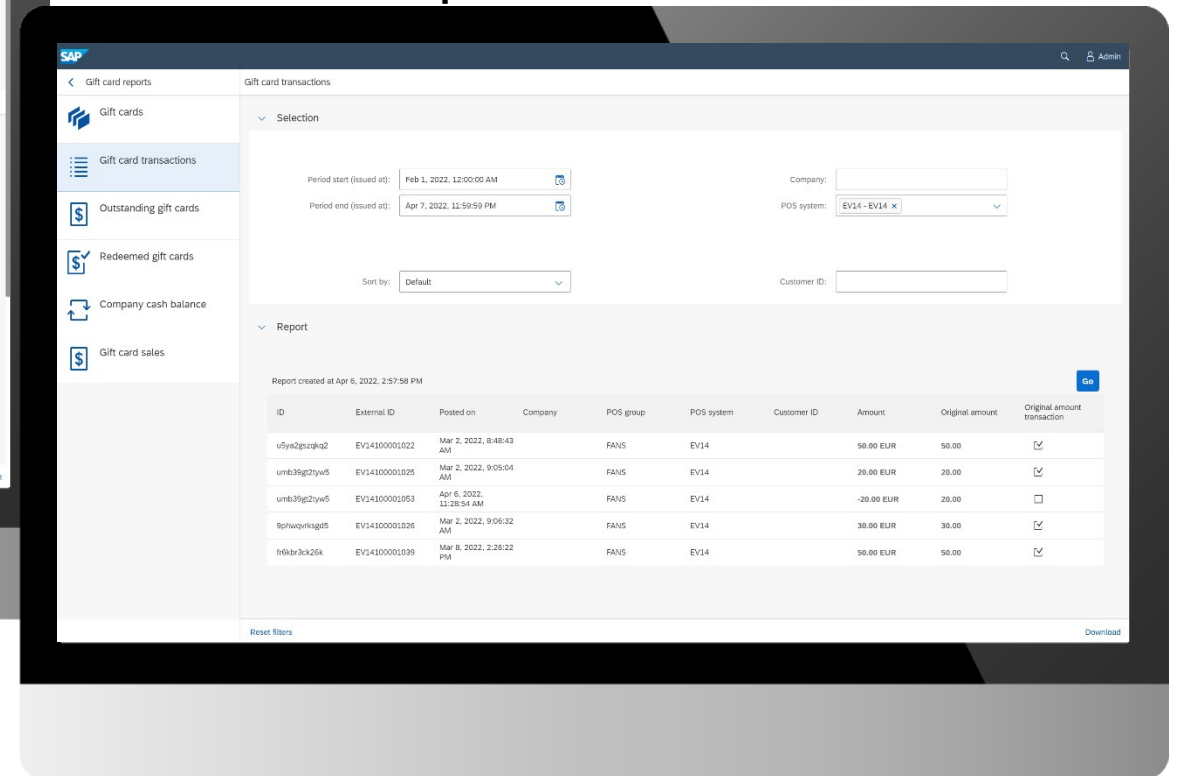 SAP
Admin
Gift card reports
Gift card transactions
Gift cards
Gift card transactions
Outstanding gift cards
Redeemed gift cards
Company cash balance
Gift card sales
Selection
Period start (issued at): Feb 1, 2022, 12:00:00 AM Company:
Period end (issued at): Apr 7, 2022, 11:59:59 PM POS system: EV14 - EV14 ×
Sort by: Default Customer ID:
Report
Report created at Apr 6, 2022, 2:57:58 PM
Go
ID External ID Posted on Company POS group POS system Customer ID Amount Original amount Original amount transaction
u5ya2gszqkq2 EV14100001022 Mar 2, 2022, 8:48:43 AM FANS EV14 50.00 EUR 50.00
umb39gt2tyw5 EV14100001025 Mar 2, 2022, 9:05:04 AM FANS EV14 20.00 EUR 20.00
umb39gt2tyw5 EV14100001053 Apr 6, 2022, 11:28:54 AM FANS EV14 -20.00 EUR 20.00
9phwqvrksgd5 EV14100001026 Mar 2, 2022, 9:06:32 AM FANS EV14 30.00 EUR 30.00
fr6kbr3ck26k EV14100001039 Mar 8, 2022, 2:26:22 PM FANS EV14 50.00 EUR 50.00
Reset filters
Download